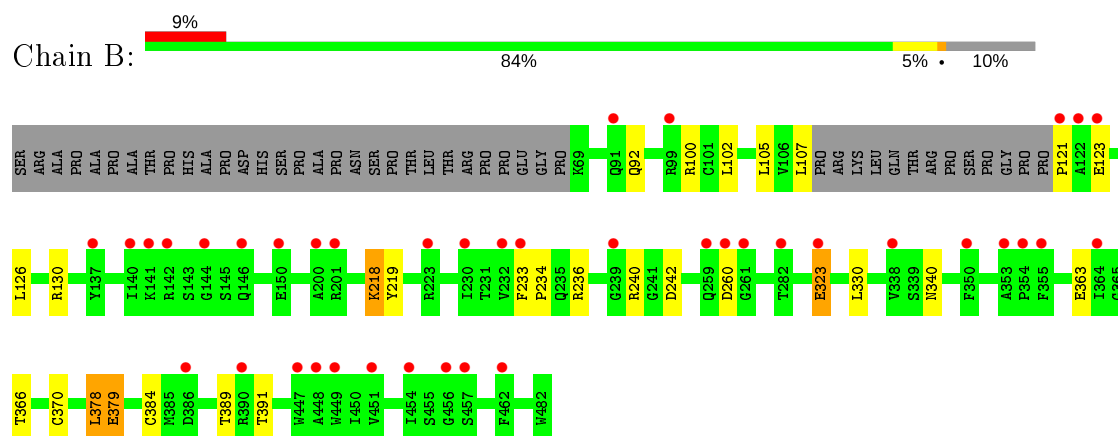 9%
Chain B:
84% 5% • 10%
SER ARG ALA PRO ALA PRO ALA THR PRO HIS ALA PRO ASP HIS SER PRO ALA PRO ASN SER PRO THR LEU THR ARG PRO PRO GLU GLY PRO K69 Q91 Q92 R99 R100 C101 L102 L105 V106 L107 PRO ARG LYS LEU GLN THR ARG PRO SER PRO GLY PRO PRO P121 A122 E123
L126 R130 Y137 I140 K141 R142 S143 G144 S145 Q146 E150 A200 R201 K218 Y219 R223 I230 T231 V232 F233 P234 Q235 R236 G239 R240 G241 D242 Q259 D260 G261 T282 E323 L330 V338 S339 N340 F350 A353 P354 F355 E363 I364 G365
T366 C370 L378 E379 C384 M385 D386 T389 R390 T391 W447 A448 W449 I450 V451 I454 S455 G456 S457 F462 W482